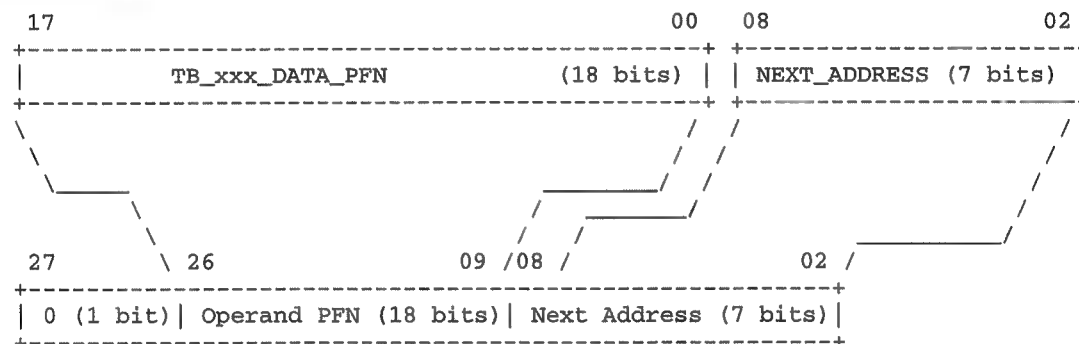 17 00 08 02
TB_xxx_DATA_PFN (18 bits) NEXT_ADDRESS (7 bits)
27 26 09 08 02
0 (1 bit) Operand PFN (18 bits) Next Address (7 bits)